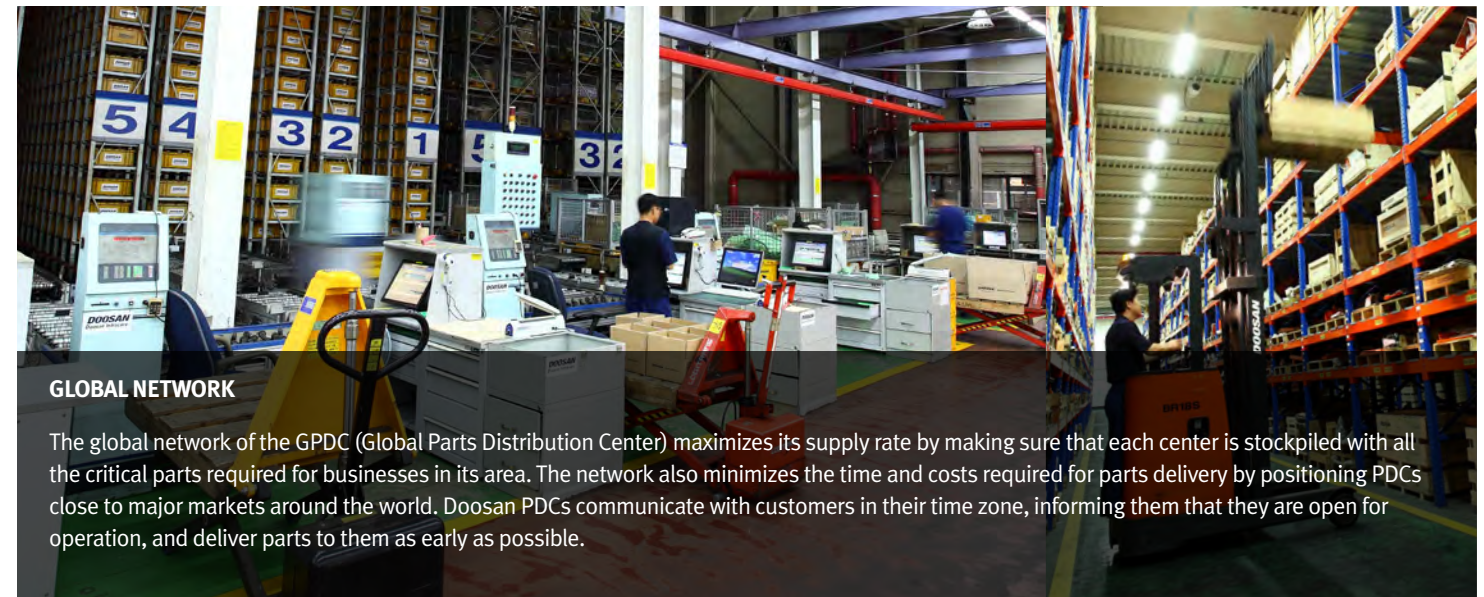 5 4 3 2 1 5 3 2
DOOSAN
DOOSAN
DOOSAN
DOOSAN
BR18S
GLOBAL NETWORK
The global network of the GPDC (Global Parts Distribution Center) maximizes its supply rate by making sure that each center is stockpiled with all
the critical parts required for businesses in its area. The network also minimizes the time and costs required for parts delivery by positioning PDCs
close to major markets around the world. Doosan PDCs communicate with customers in their time zone, informing them that they are open for
operation, and deliver parts to them as early as possible.